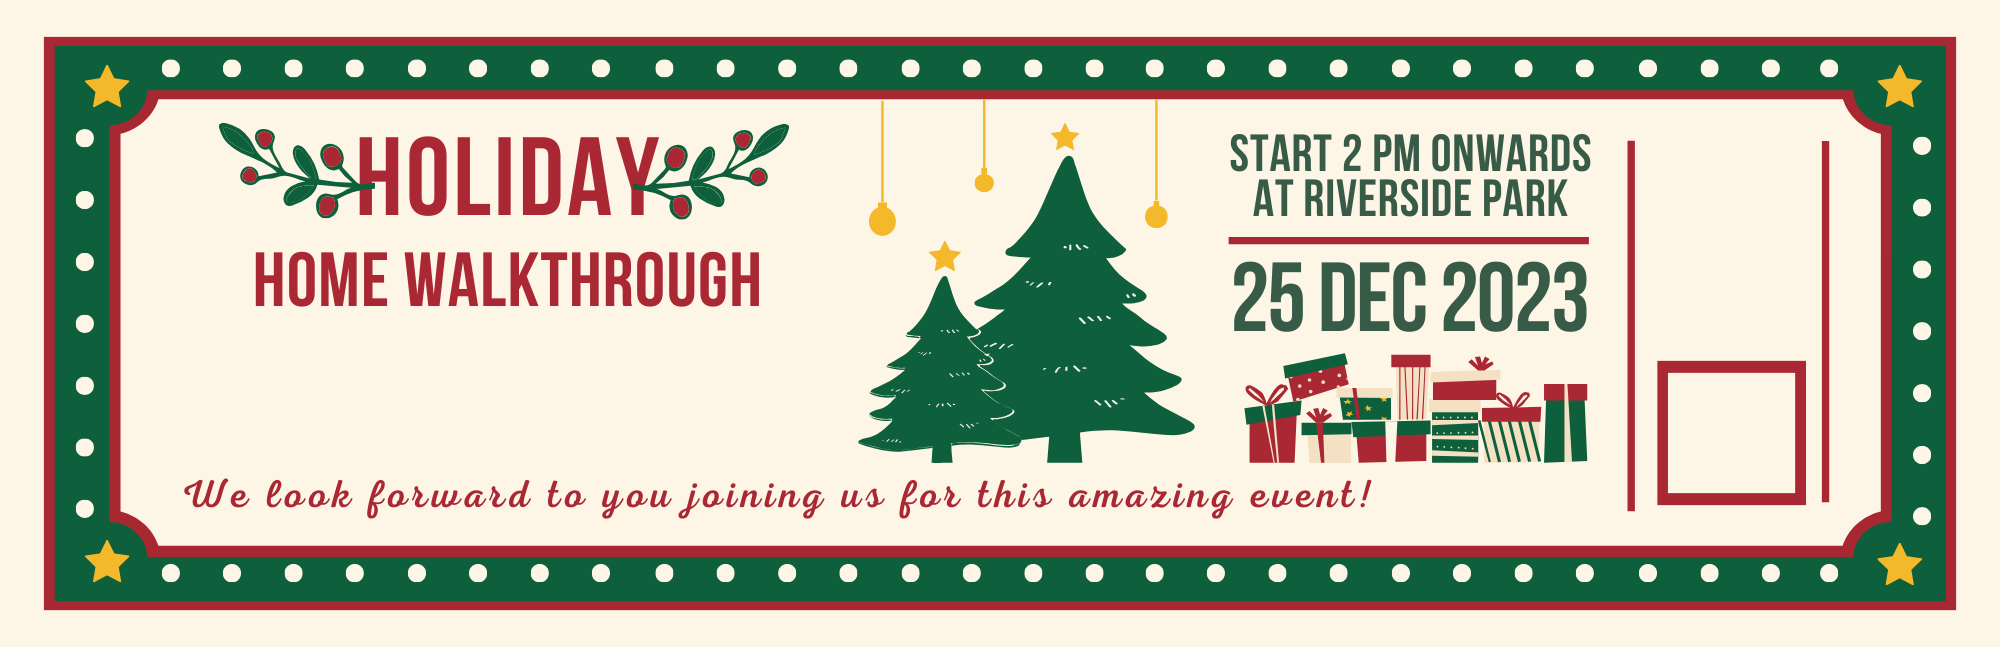 HOLIDAY
HOME WALKTHROUGH
START 2 PM ONWARDS
AT RIVERSIDE PARK
25 DEC 2023
We look forward to you joining us for this amazing event!